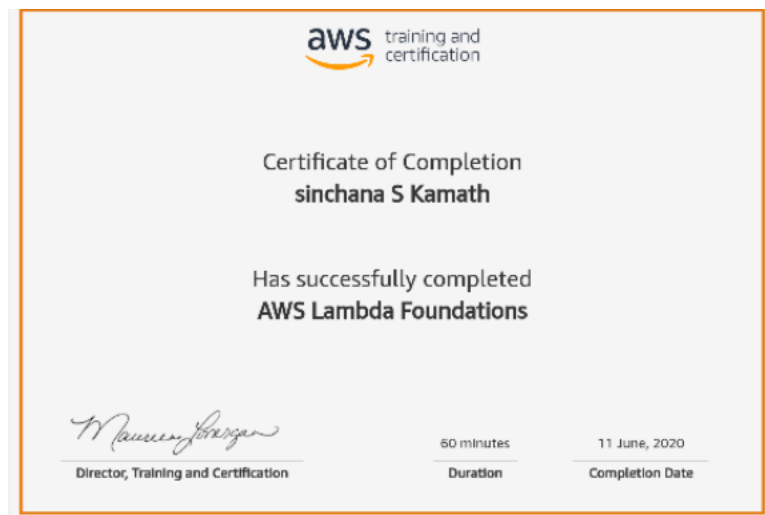 aws training and
certification
Certificate of Completion
sinchana S Kamath
Has successfully completed
AWS Lambda Foundations
60 minutes
11 June, 2020
Director, Training and Certification
Duration
Completion Date